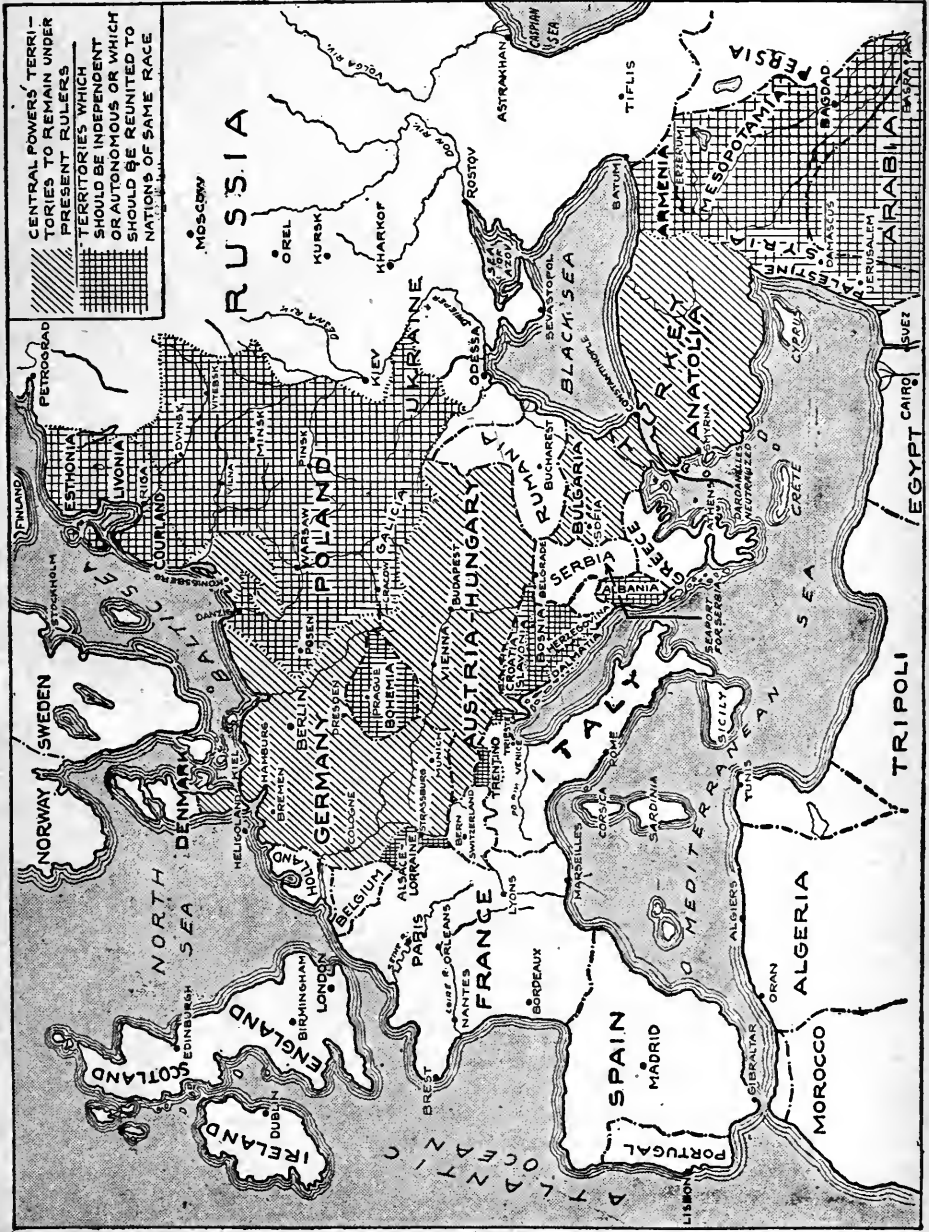 CENTRAL POWERS' TERRI-
TORIES TO REMAIN UNDER
PRESENT RULERS
TERRITORIES WHICH
SHOULD BE INDEPENDENT
OR AUTONOMOUS OR WHICH
SHOULD BE REUNITED TO
NATIONS OF SAME RACE
NORWAY
SWEDEN
FINLAND
PETROGRAD
STOCKHOLM
ESTHONIA
LIVONIA
RIGA
COURLAND
DVINSK
VITEBSK
MOSCOW
RUSSIA
VOLGA RIV.
CASPIAN
SEA
ASTRAKHAN
OREL
KURSK
KHARKOF
DON RIV.
ROSTOV
TIFLIS
SCOTLAND
EDINBURGH
NORTH
SEA
DENMARK
BALTIC
SEA
KONIGSBERG
DANZIG
VILNA
MINSK
PINSK
DESNA RIV.
KIEV
UKRAINE
IRELAND
DUBLIN
ENGLAND
BIRMINGHAM
LONDON
HELIGOLAND
KIEL
HAMBURG
BREMEN
HOLLAND
BERLIN
GERMANY
COLOGNE
DRESDEN
POSEN
WARSAW
POLAND
CRACOW
GALICIA
PRAGUE
BOHEMIA
BELGIUM
ALSACE-
LORRAINE
STRASSBURG
MUNICH
VIENNA
BUDAPEST
AUSTRIA-HUNGARY
ODESSA
SEA
OF
AZOV
SEVASTOPOL
BLACK SEA
BATUM
BREST
SEINE R.
PARIS
LOIRE R.
ORLEANS
NANTES
FRANCE
BORDEAUX
LYONS
BERN
SWITZERLAND
TRENTINO
TRIESTE
VENICE
PO RIV.
CROATIA
SLAVONIA
BOSNIA
HERZEGOVINA
DALMATIA
BELGRADE
SERBIA
RUMANIA
BUCHAREST
BULGARIA
SOFIA
ALBANIA
GREECE
SEAPORT
FOR SERBIA
ATHENS
DARDANELLES
NEUTRALIZED
CONSTANTINOPLE
TURKEY
ANATOLIA
SMYRNA
ARMENIA
ERZERUM
MESOPOTAMIA
PERSIA
BAGDAD
BASRA
SYRIA
DAMASCUS
PALESTINE
JERUSALEM
ARABIA
ATLANTIC
OCEAN
PORTUGAL
LISBON
SPAIN
MADRID
GIBRALTAR
MARSEILLES
CORSICA
SARDINIA
ITALY
ROME
SICILY
MEDITERRANEAN
SEA
CRETE
CYPRUS
MOROCCO
ORAN
ALGERIA
ALGIERS
TUNIS
TRIPOLI
EGYPT
CAIRO
SUEZ